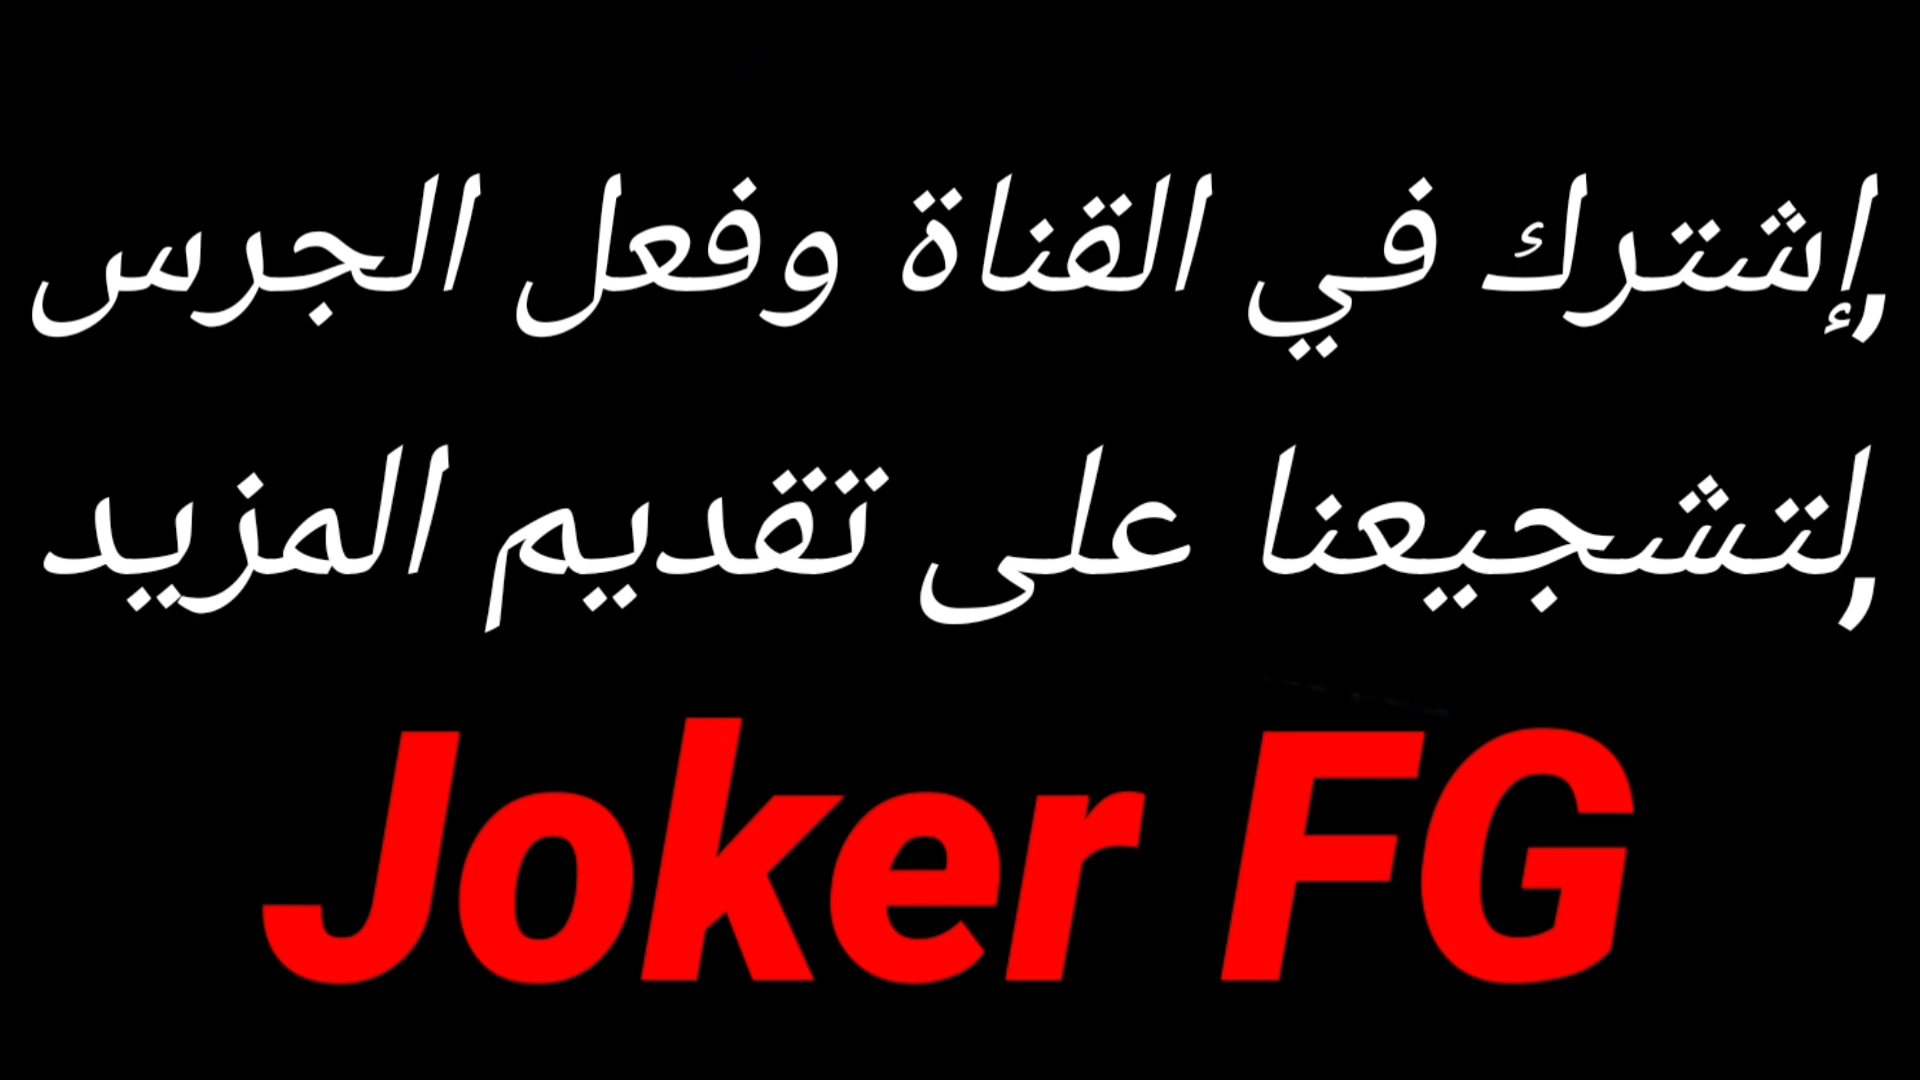 ,إشترك في القناة وفعل الجرس
,لتشجيعنا على تقديم المزيد
Joker FG